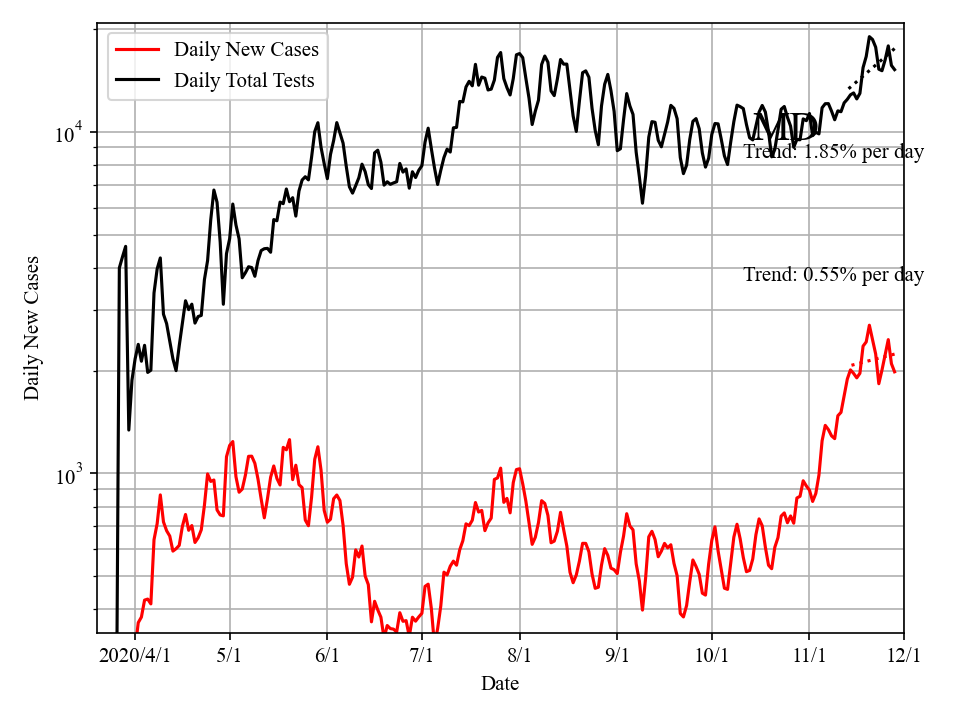 Daily New Cases
Daily Total Tests
10^4
MD
Trend: 1.85% per day
Trend: 0.55% per day
10^3
Daily New Cases
2020/4/1 5/1 6/1 7/1 8/1 9/1 10/1 11/1 12/1
Date